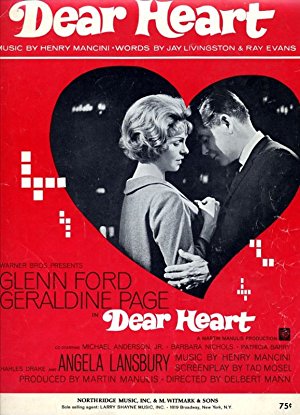 Dear Heart
MUSIC BY HENRY MANCINI • WORDS BY JAY LIVINGSTON & RAY EVANS
WARNER BROS. PRESENTS
GLENN FORD
GERALDINE PAGE
IN Dear Heart
A MARTIN MANULIS PRODUCTION
CO-STARRING MICHAEL ANDERSON, JR. • BARBARA NICHOLS • PATRICIA BARRY
CHARLES DRAKE AND ANGELA LANSBURY
MUSIC BY HENRY MANCINI
SCREENPLAY BY TAD MOSEL
PRODUCED BY MARTIN MANULIS • DIRECTED BY DELBERT MANN
NORTHRIDGE MUSIC, INC. & M. WITMARK & SONS
Sole selling agent: LARRY SHAYNE MUSIC, INC. - 1619 Broadway, New York, N.Y.
75¢